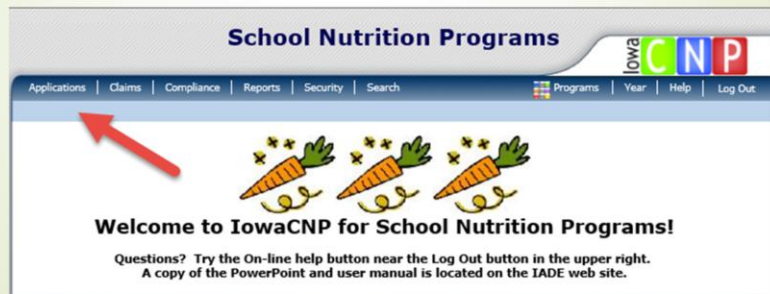 School Nutrition Programs
Iowa CNP
Applications | Claims | Compliance | Reports | Security | Search Programs | Year | Help | Log Out
Welcome to IowaCNP for School Nutrition Programs!
Questions? Try the On-line help button near the Log Out button in the upper right.
A copy of the PowerPoint and user manual is located on the IADE web site.